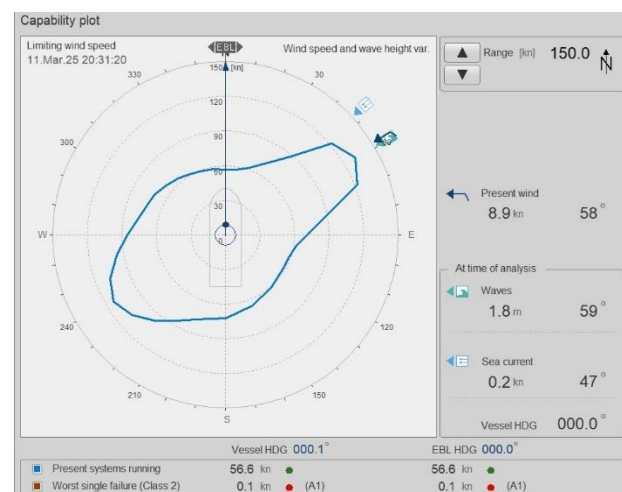 Capability plot
Limiting wind speed
11.Mar.25 20:31:20
EBL
Wind speed and wave height var.
150 [kn]
330
30
120
300
90
60
30
0
W
E
240
120
210
150
S
Range [kn] 150.0 N
Present wind
8.9 kn 58°
At time of analysis
Waves
1.8 m 59°
Sea current
0.2 kn 47°
Vessel HDG 000.0°
Vessel HDG 000.1° EBL HDG 000.0°
Present systems running 56.6 kn 56.6 kn
Worst single failure (Class 2) 0.1 kn (A1) 0.1 kn (A1)